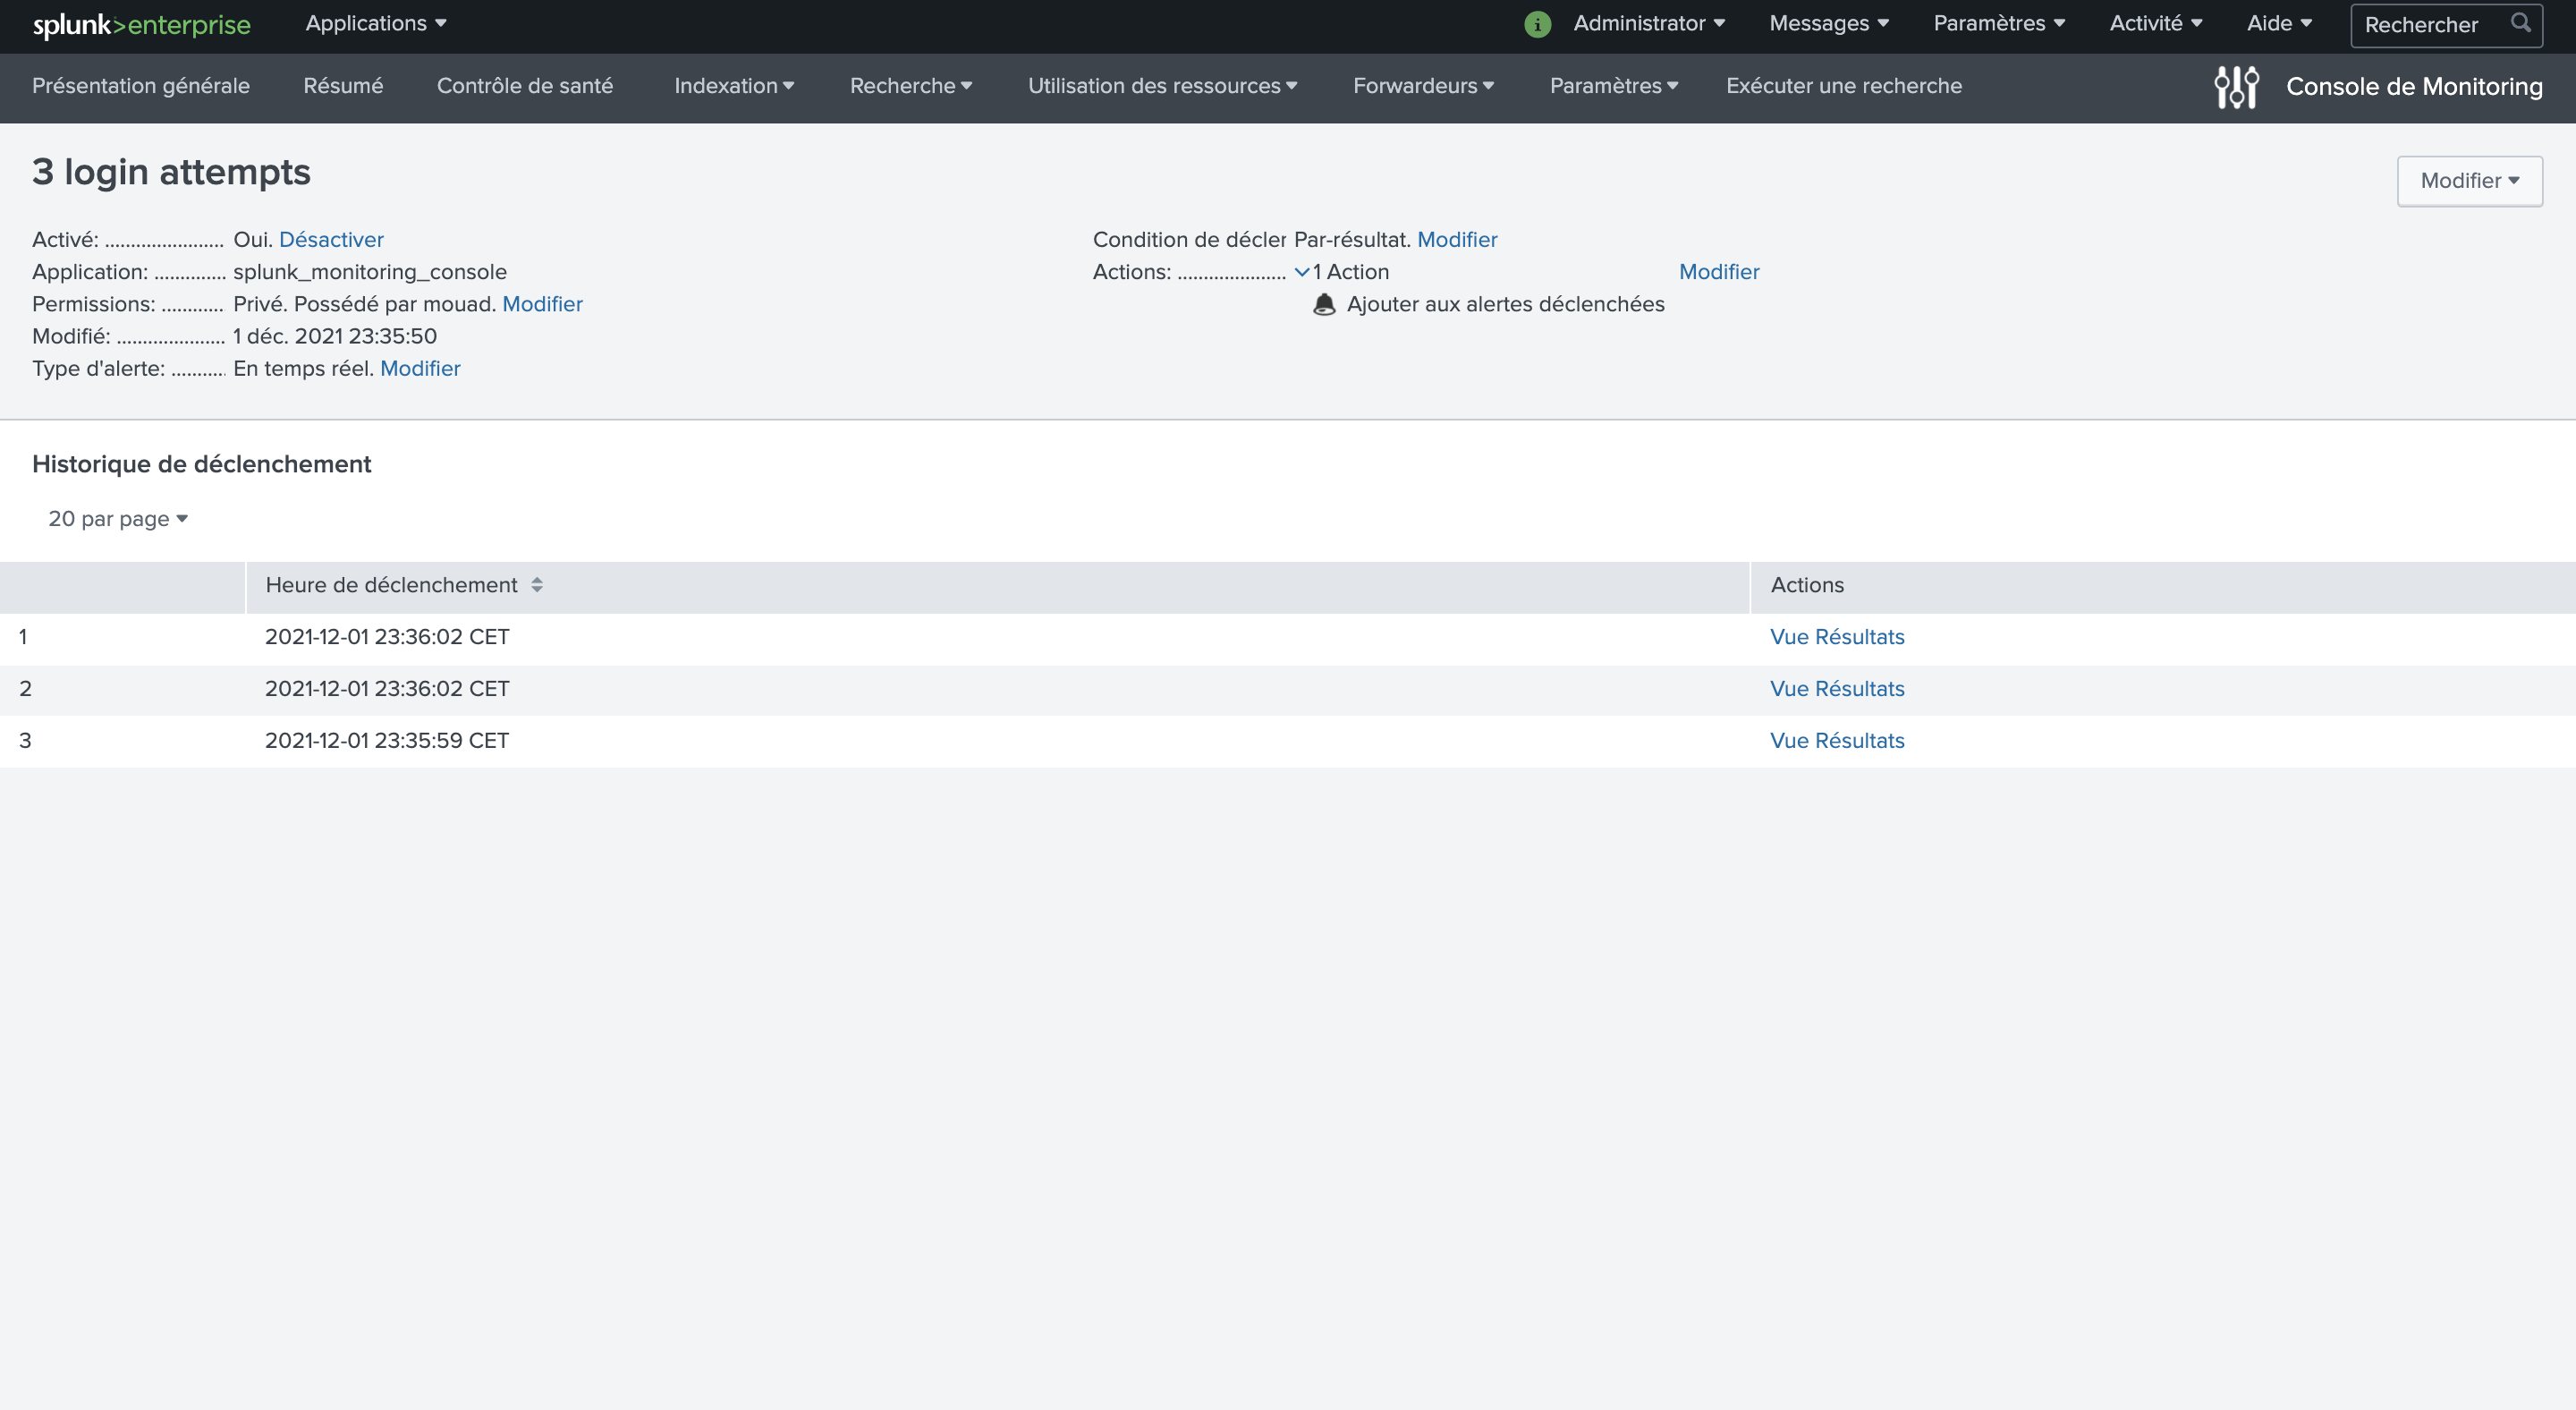 splunk>enterprise Applications i Administrator Messages Paramètres Activité Aide Rechercher
Présentation générale Résumé Contrôle de santé Indexation Recherche Utilisation des ressources Forwardeurs Paramètres Exécuter une recherche Console de Monitoring
3 login attempts
Modifier
Activé: ....................... Oui. Désactiver
Application: .............. splunk_monitoring_console
Permissions: ............ Privé. Possédé par mouad. Modifier
Modifié: ..................... 1 déc. 2021 23:35:50
Type d'alerte: ........... En temps réel. Modifier
Condition de décler Par-résultat. Modifier
Actions: ..................... 1 Action Modifier
Ajouter aux alertes déclenchées
Historique de déclenchement
20 par page
Heure de déclenchement Actions
1 2021-12-01 23:36:02 CET Vue Résultats
2 2021-12-01 23:36:02 CET Vue Résultats
3 2021-12-01 23:35:59 CET Vue Résultats